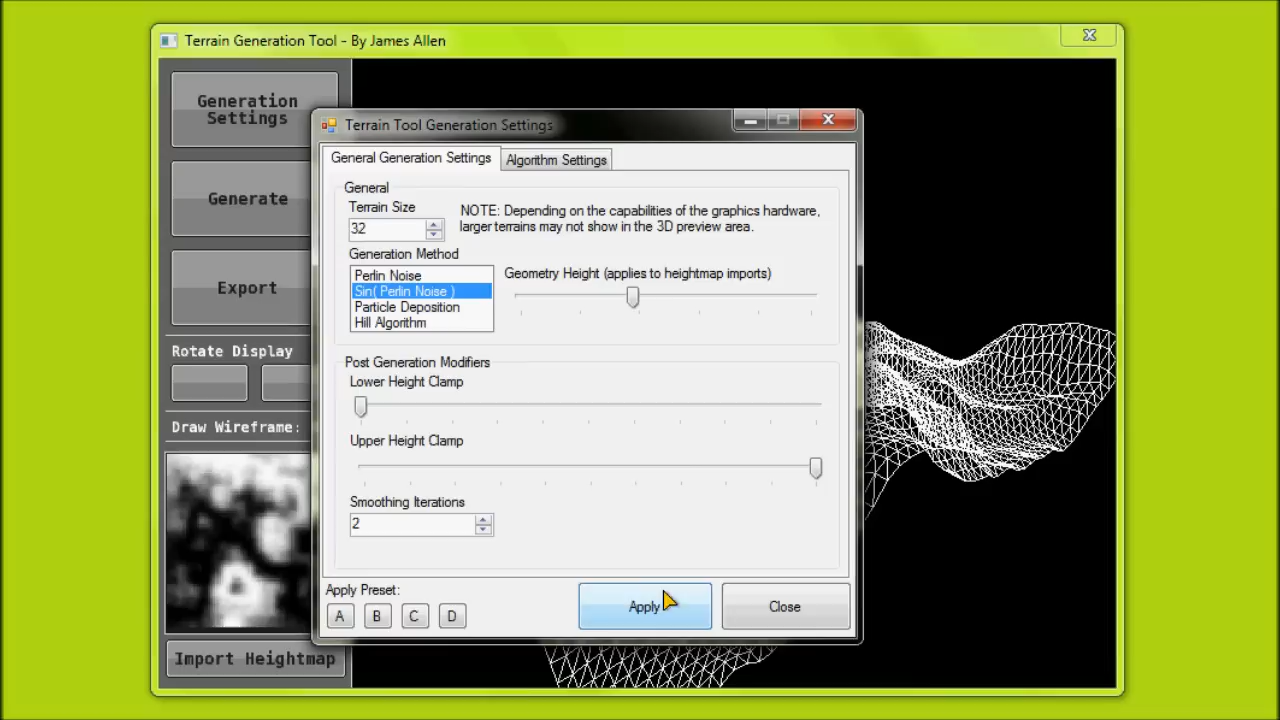 Terrain Generation Tool - By James Allen
Generation
Settings
Generate
Export
Rotate Display
Draw Wireframe:
Import Heightmap
Terrain Tool Generation Settings
General Generation Settings
Algorithm Settings
General
Terrain Size
32
NOTE: Depending on the capabilities of the graphics hardware,
larger terrains may not show in the 3D preview area.
Generation Method
Perlin Noise
Sin( Perlin Noise )
Particle Deposition
Hill Algorithm
Geometry Height (applies to heightmap imports)
Post Generation Modifiers
Lower Height Clamp
Upper Height Clamp
Smoothing Iterations
2
Apply Preset:
A B C D
Apply
Close